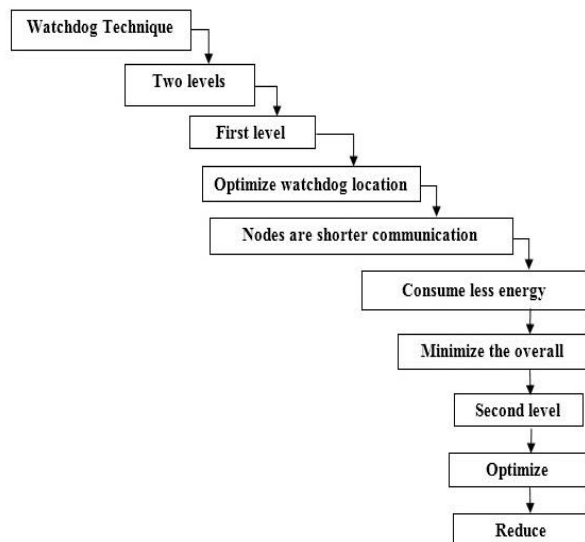 Watchdog Technique
Two levels
First level
Optimize watchdog location
Nodes are shorter communication
Consume less energy
Minimize the overall
Second level
Optimize
Reduce